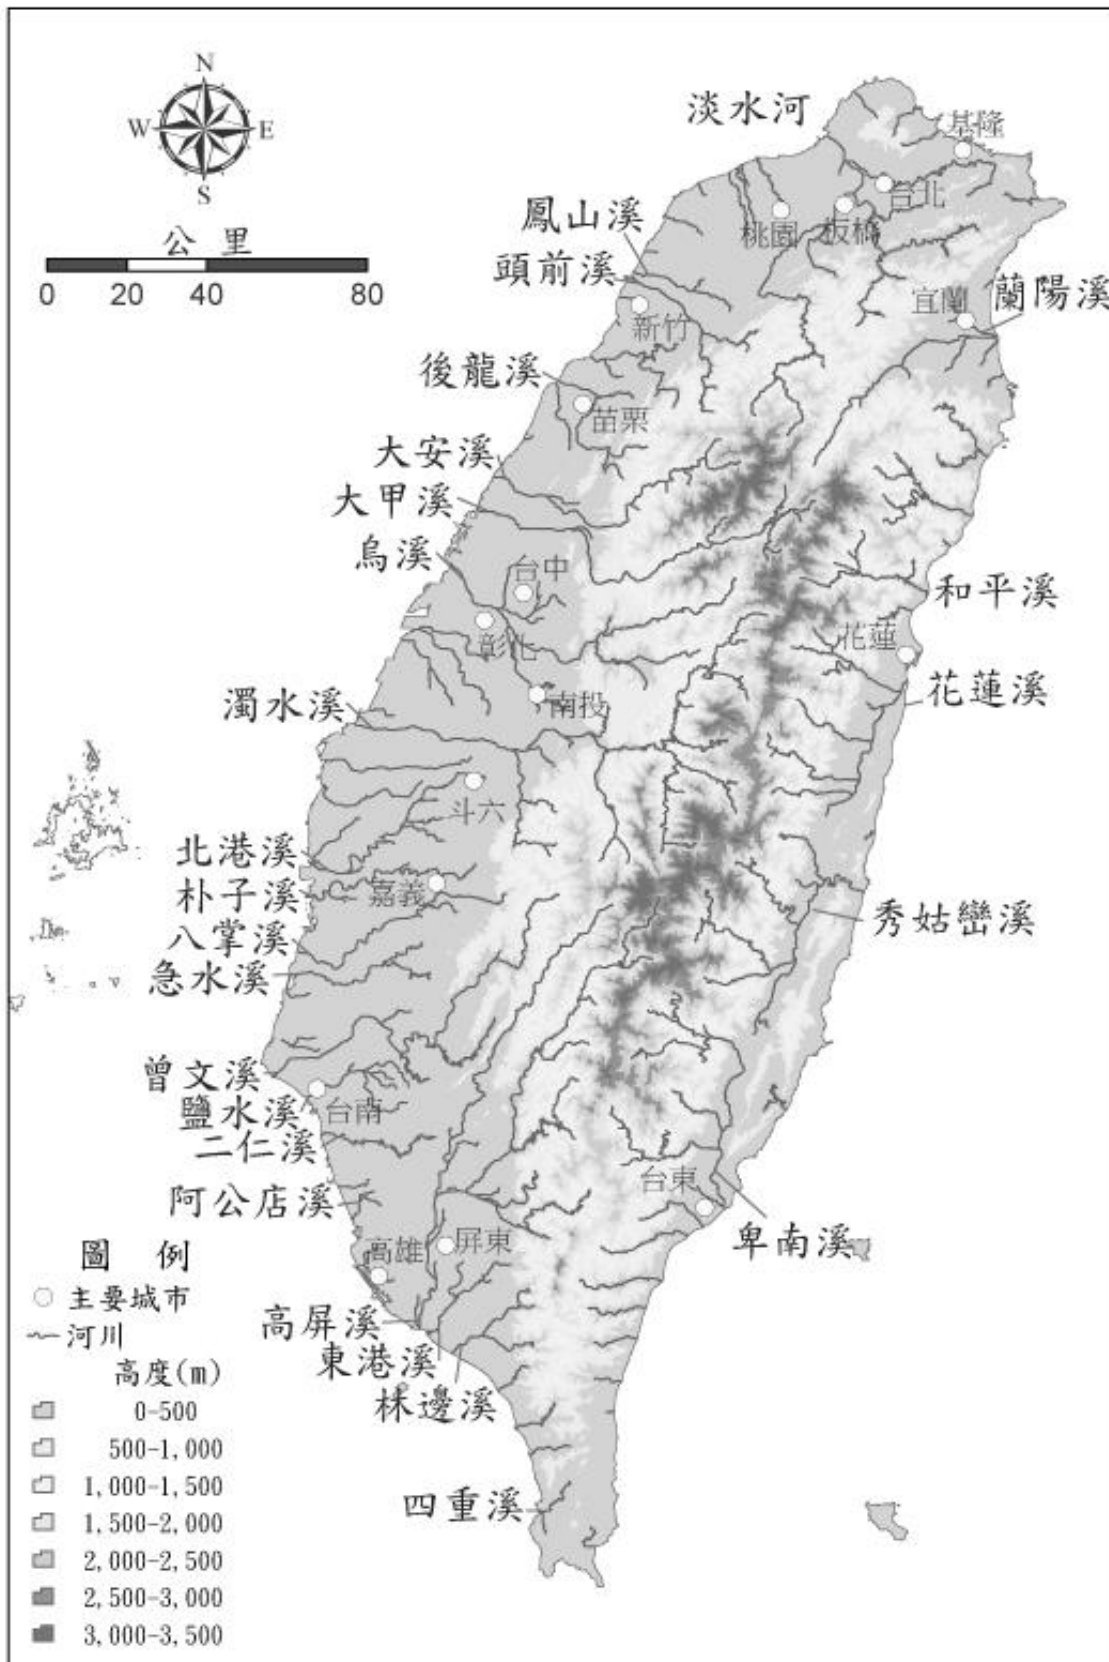 N
W
E
S
公里
0 20 40 80
淡水河
基隆
台北
板橋
桃園
鳳山溪
頭前溪
新竹
宜蘭
蘭陽溪
後龍溪
苗栗
大安溪
大甲溪
烏溪
台中
彰化
南投
和平溪
花蓮
花蓮溪
濁水溪
斗六
北港溪
朴子溪
嘉義
八掌溪
急水溪
秀姑巒溪
曾文溪
鹽水溪
台南
二仁溪
阿公店溪
台東
卑南溪
高雄
屏東
高屏溪
東港溪
林邊溪
四重溪
圖 例
主要城市
河川
高度(m)
0-500
500-1,000
1,000-1,500
1,500-2,000
2,000-2,500
2,500-3,000
3,000-3,500